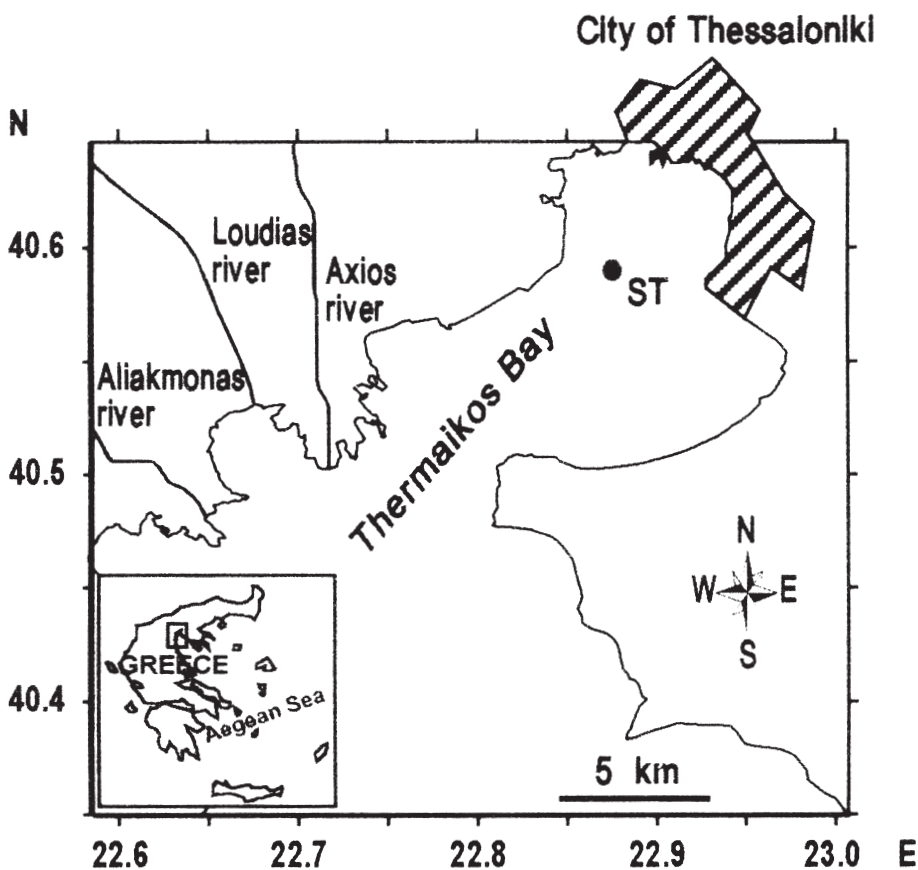 City of Thessaloniki
N
40.6
40.5
40.4
Loudias
river
Axios
river
Aliakmonas
river
ST
Thermaikos Bay
N
W
E
S
GREECE
Aegean Sea
5 km
22.6
22.7
22.8
22.9
23.0
E